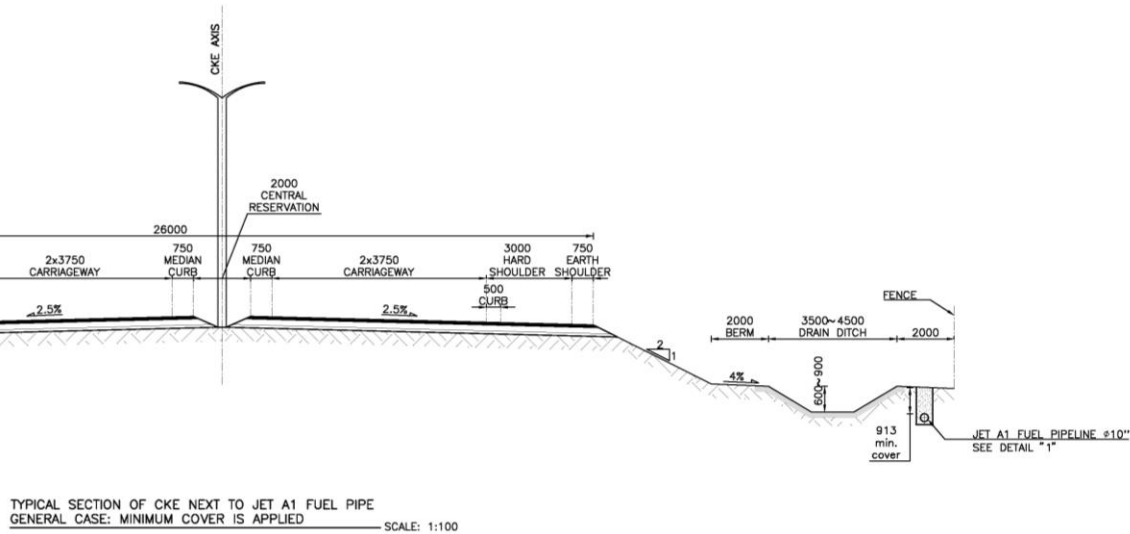 CKE AXIS
2000
CENTRAL
RESERVATION
26000
2x3750
CARRIAGEWAY
750
MEDIAN
CURB
750
MEDIAN
CURB
2x3750
CARRIAGEWAY
3000
HARD
SHOULDER
750
EARTH
SHOULDER
500
CURB
2.5%
2.5%
2
1
FENCE
2000
BERM
3500~4500
DRAIN DITCH
2000
4%
600~900
913
min.
cover
JET A1 FUEL PIPELINE ø10"
SEE DETAIL "1"
TYPICAL SECTION OF CKE NEXT TO JET A1 FUEL PIPE
GENERAL CASE: MINIMUM COVER IS APPLIED
SCALE: 1:100